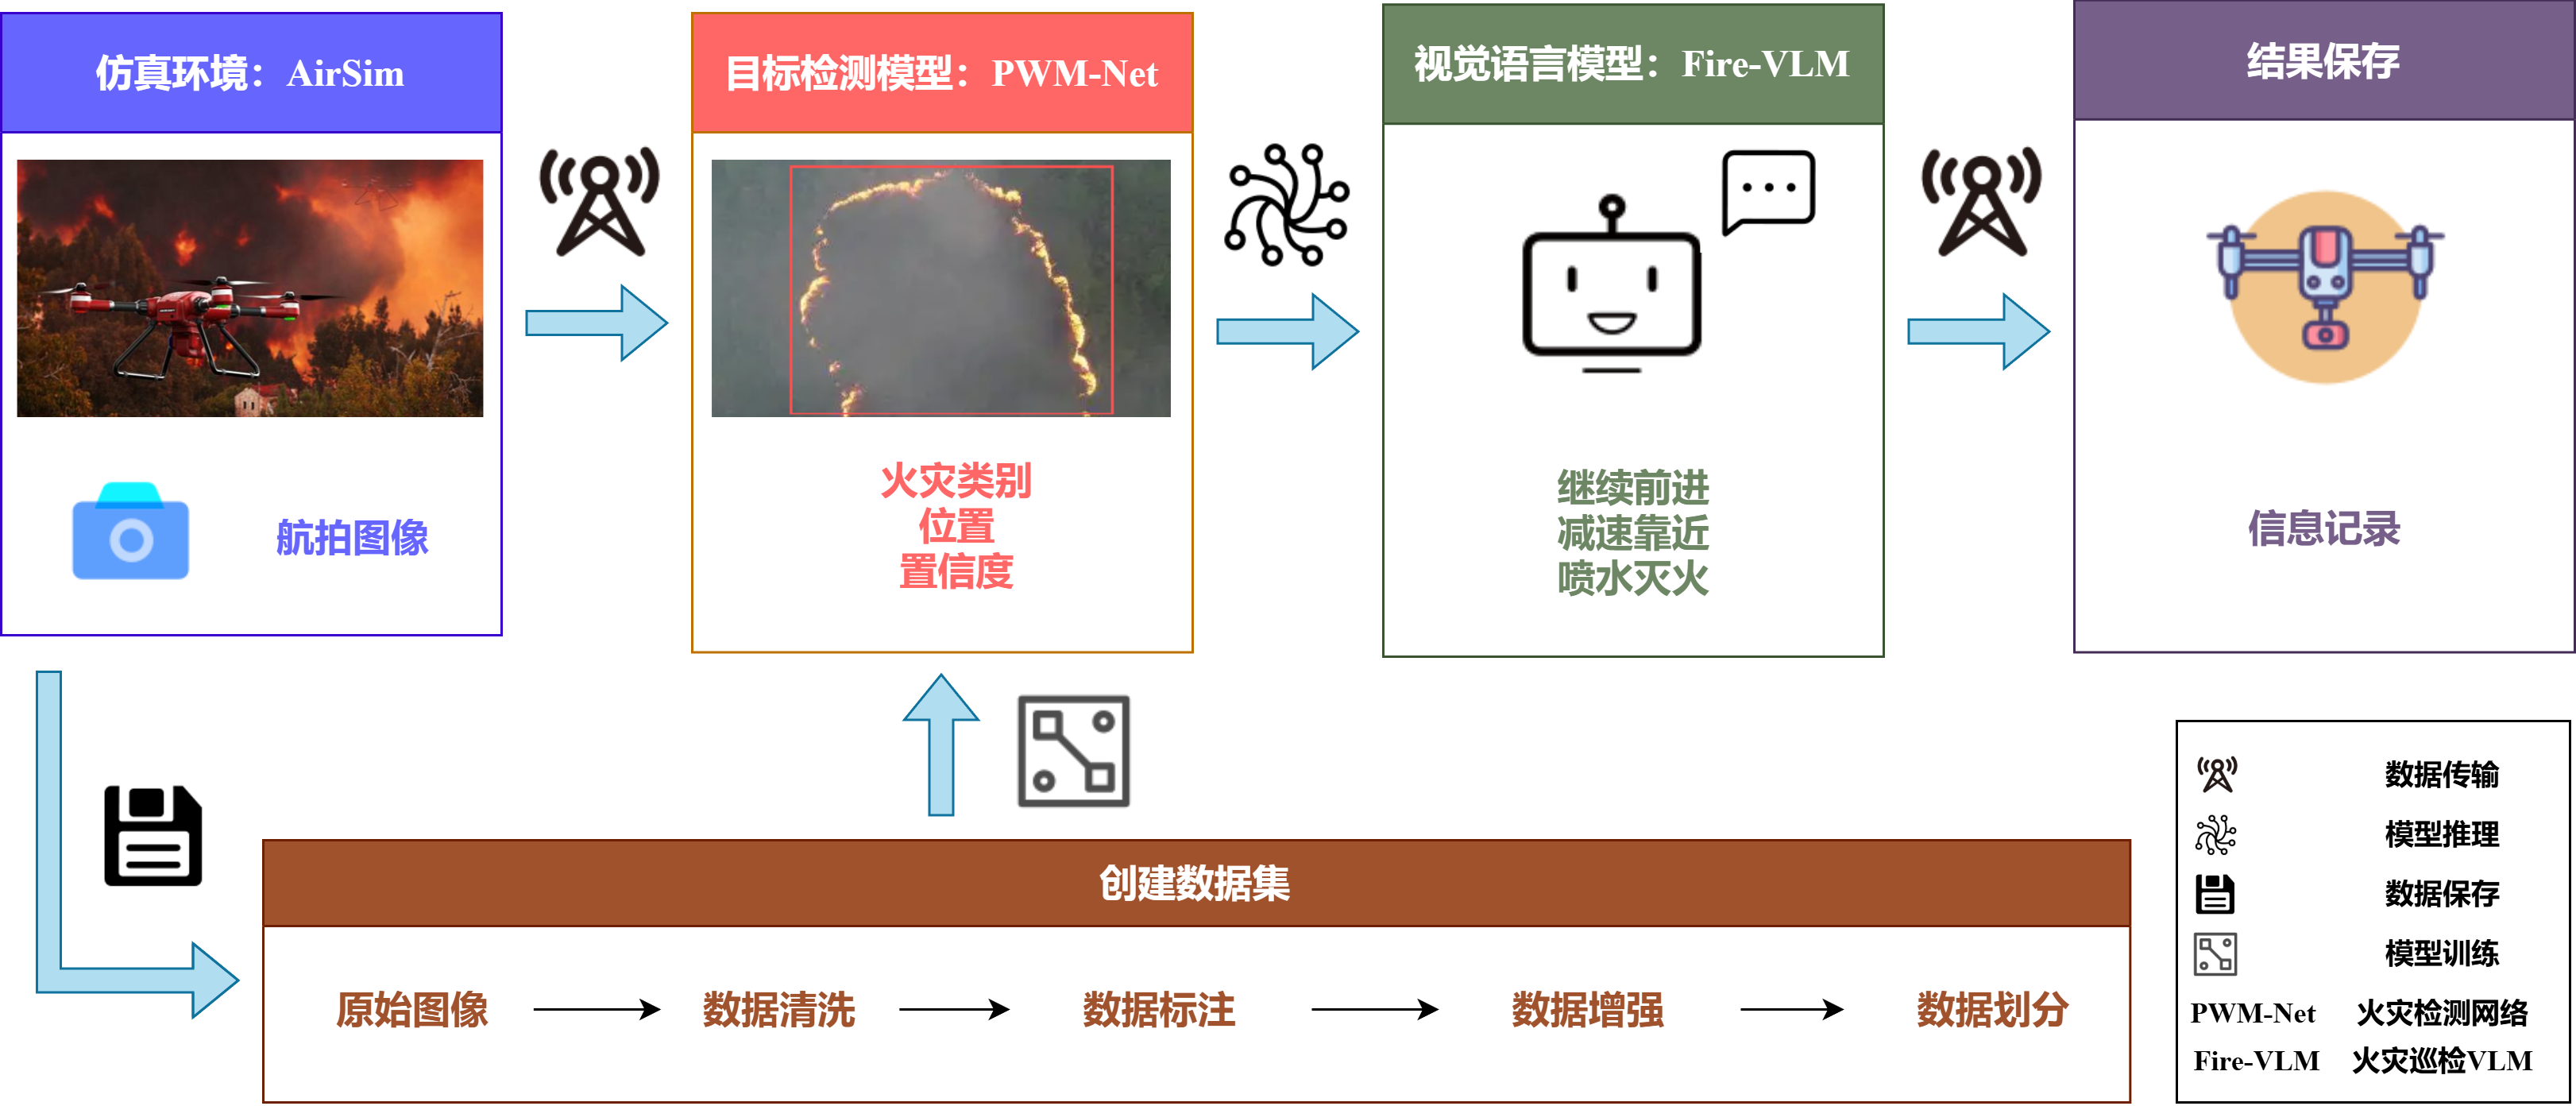 仿真环境：AirSim
目标检测模型：PWM-Net
视觉语言模型：Fire-VLM
结果保存
航拍图像
火灾类别
位置
置信度
继续前进
减速靠近
喷水灭火
信息记录
创建数据集
原始图像
数据清洗
数据标注
数据增强
数据划分
数据传输
模型推理
数据保存
模型训练
PWM-Net 火灾检测网络
Fire-VLM 火灾巡检VLM